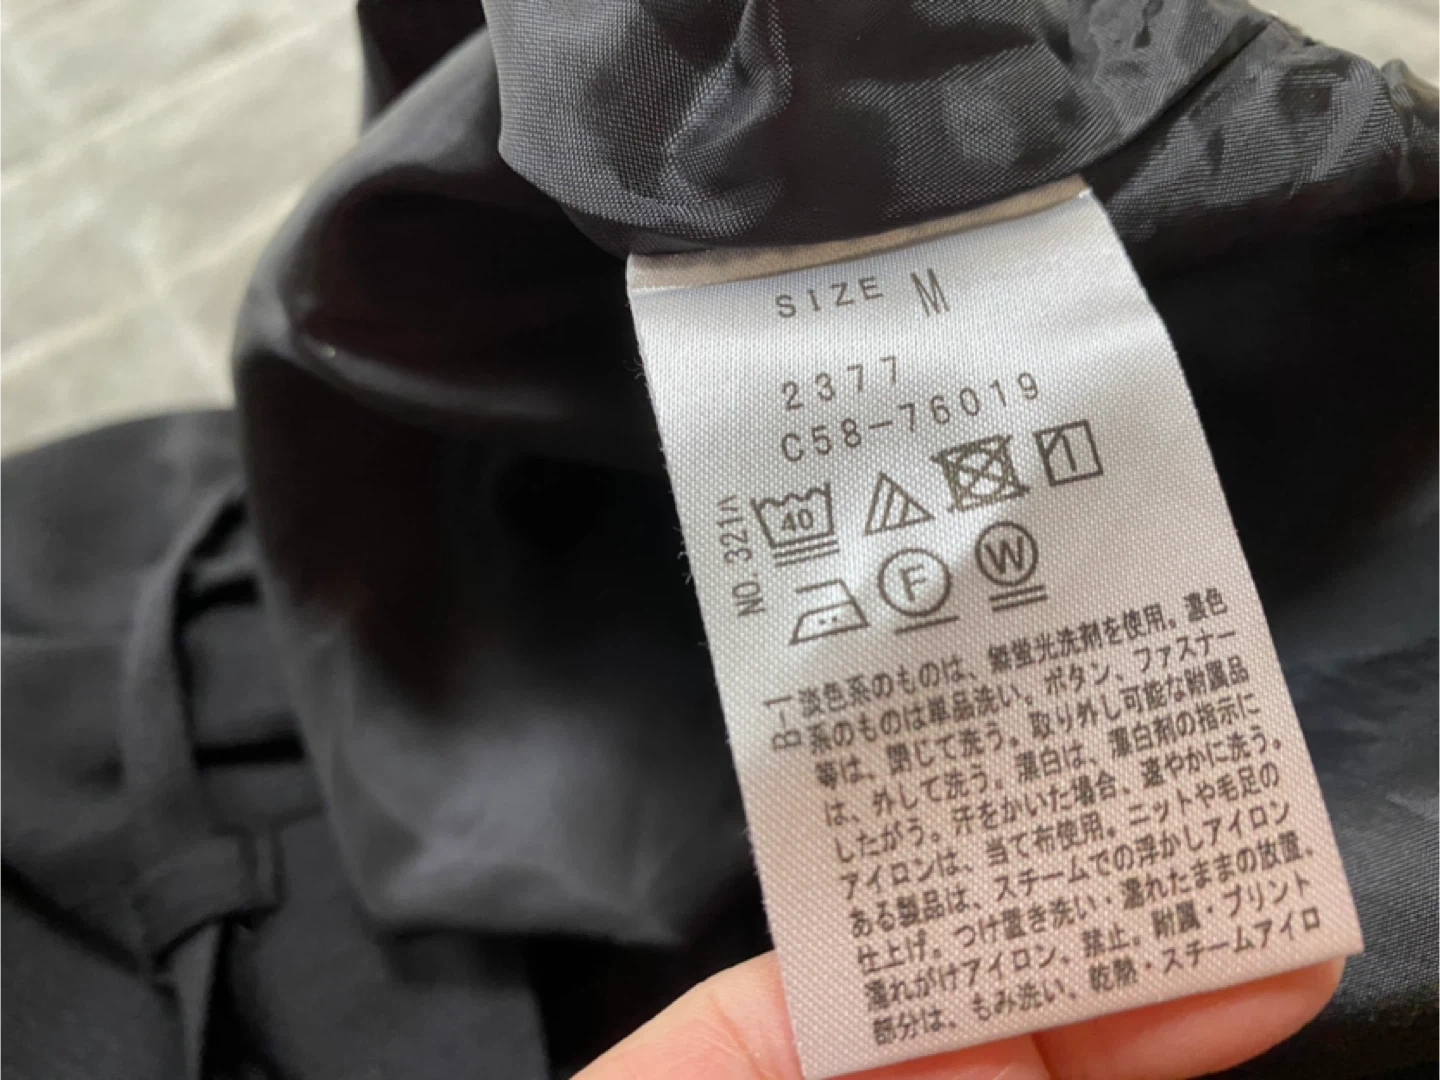 SIZE M
2377
C58-76019
40
F
W
NO. 321
B-1
淡色系のものは、無蛍光洗剤を使用。濃色
系のものは単品洗い。ボタン、ファスナー
等は、閉じて洗う。取り外し可能な附属品
は、外して洗う。漂白は、漂白剤の指示に
したがう。汗をかいた場合、速やかに洗う。
アイロンは、当て布使用。ニットや毛足の
ある製品は、スチームでの浮かしアイロン
仕上げ。つけ置き洗い・濡れたままの放置、
濡れがけアイロン、禁止。附属・プリント
部分は、もみ洗い、乾熱・スチームアイロ